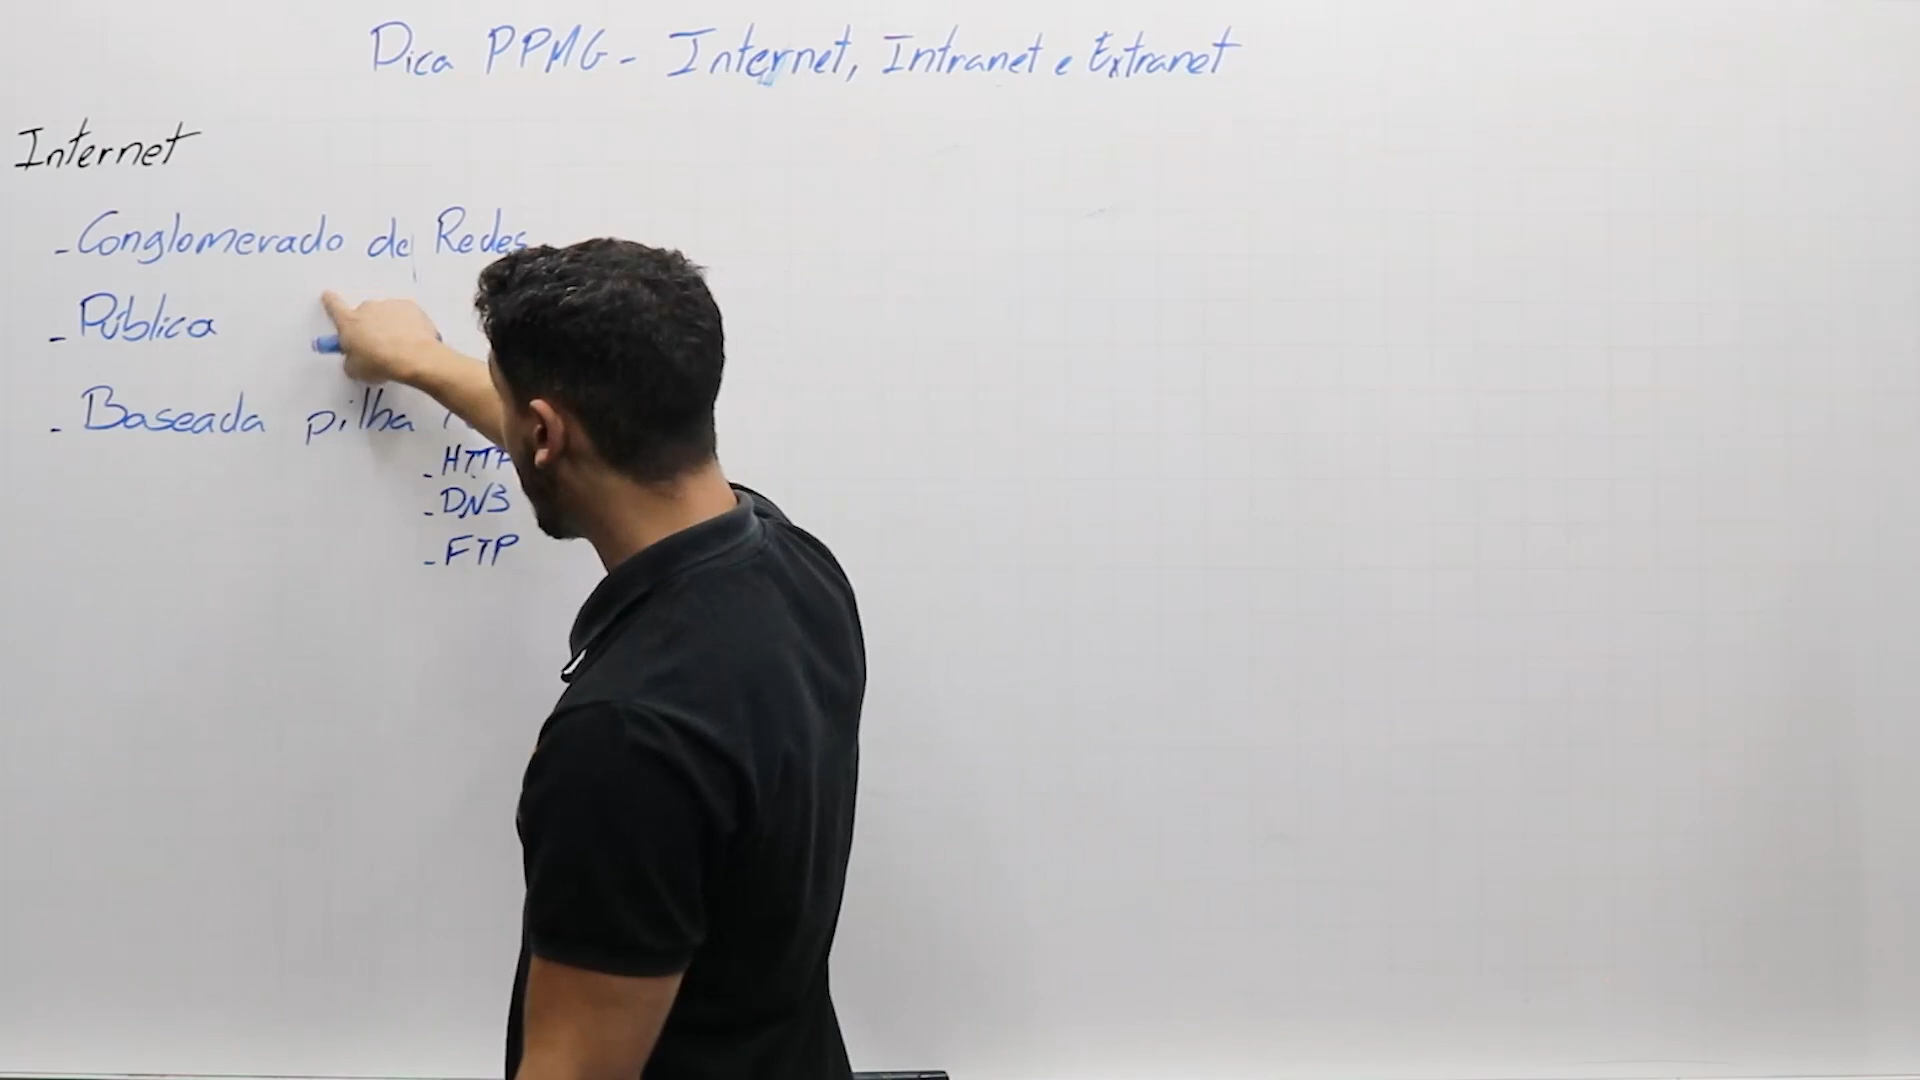 Dica PPMG - Internet, Intranet e Extranet
Internet
- Conglomerado de Redes
- Pública
- Baseada pilha
- HTTP
- DNS
- FTP